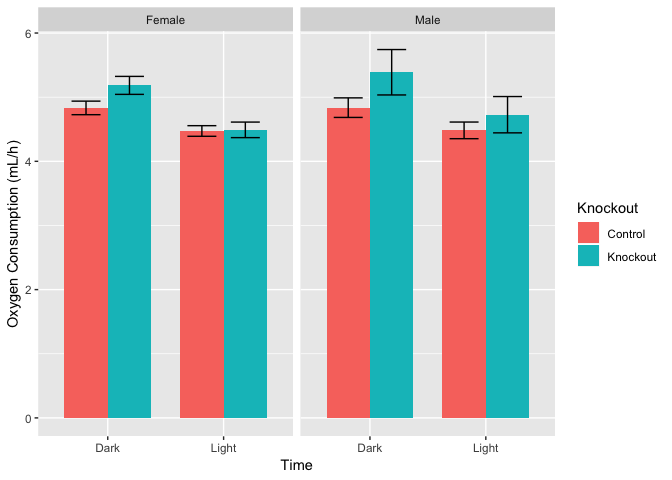 Female Male
6
4
2
0
Oxygen Consumption (mL/h)
Dark Light Dark Light
Time
Knockout
Control
Knockout